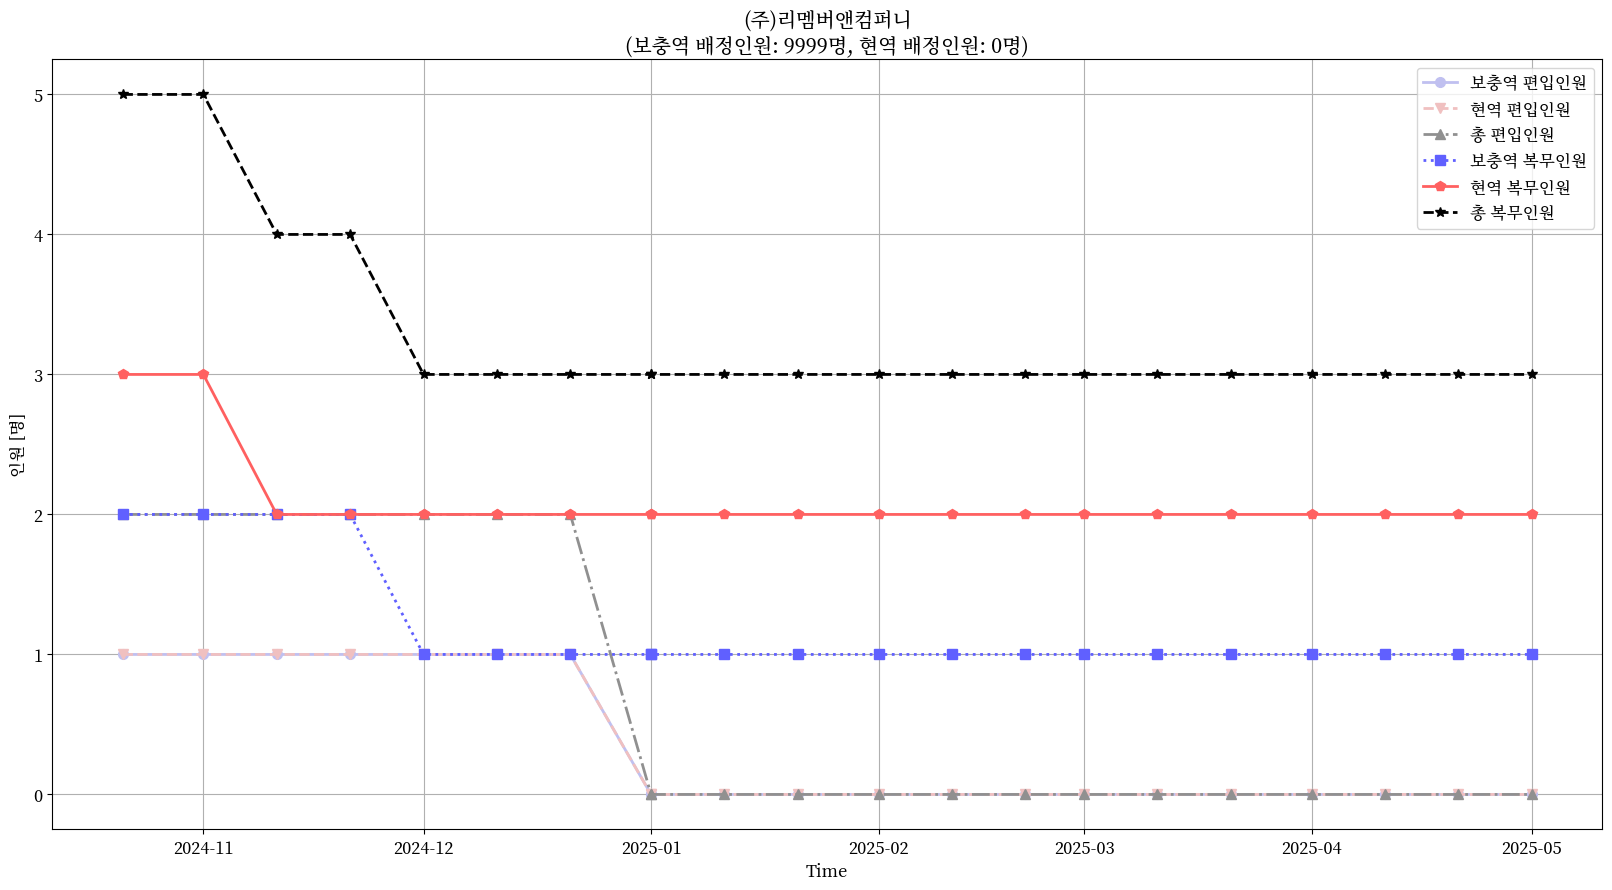 (주)리멤버앤컴퍼니
(보충역 배정인원: 9999명, 현역 배정인원: 0명)
보충역 편입인원
현역 편입인원
총 편입인원
보충역 복무인원
현역 복무인원
총 복무인원
인원 [명]
5
4
3
2
1
0
2024-11
2024-12
2025-01
2025-02
2025-03
2025-04
2025-05
Time